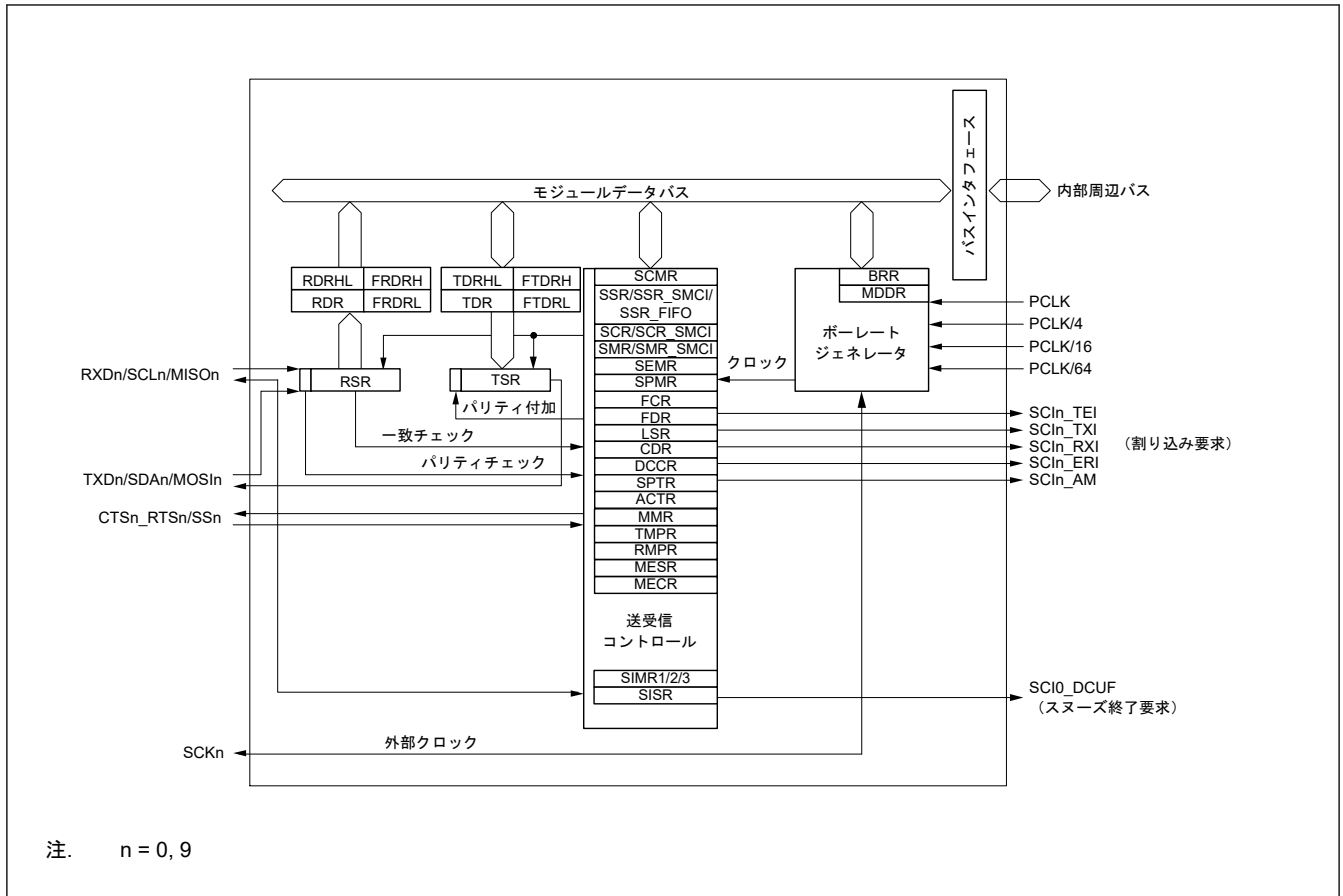 バスインタフェース
モジュールデータバス
内部周辺バス
RDRHL
FRDRH
RDR
FRDRL
TDRHL
FTDRH
TDR
FTDRL
SCMR
SSR/SSR_SMCI/
SSR_FIFO
SCR/SCR_SMCI
SMR/SMR_SMCI
SEMR
SPMR
FCR
FDR
LSR
CDR
DCCR
SPTR
ACTR
MMR
TMPR
RMPR
MESR
MECR
送受信
コントロール
SIMR1/2/3
SISR
BRR
MDDR
ボーレート
ジェネレータ
クロック
PCLK
PCLK/4
PCLK/16
PCLK/64
RXDn/SCLn/MISOn
RSR
TSR
パリティ付加
一致チェック
パリティチェック
TXDn/SDAn/MOSIn
CTSn_RTSn/SSn
SCIn_TEI
SCIn_TXI
SCIn_RXI
SCIn_ERI
SCIn_AM
(割り込み要求)
SCI0_DCUF
(スヌーズ終了要求)
SCKn
外部クロック
注. n = 0, 9